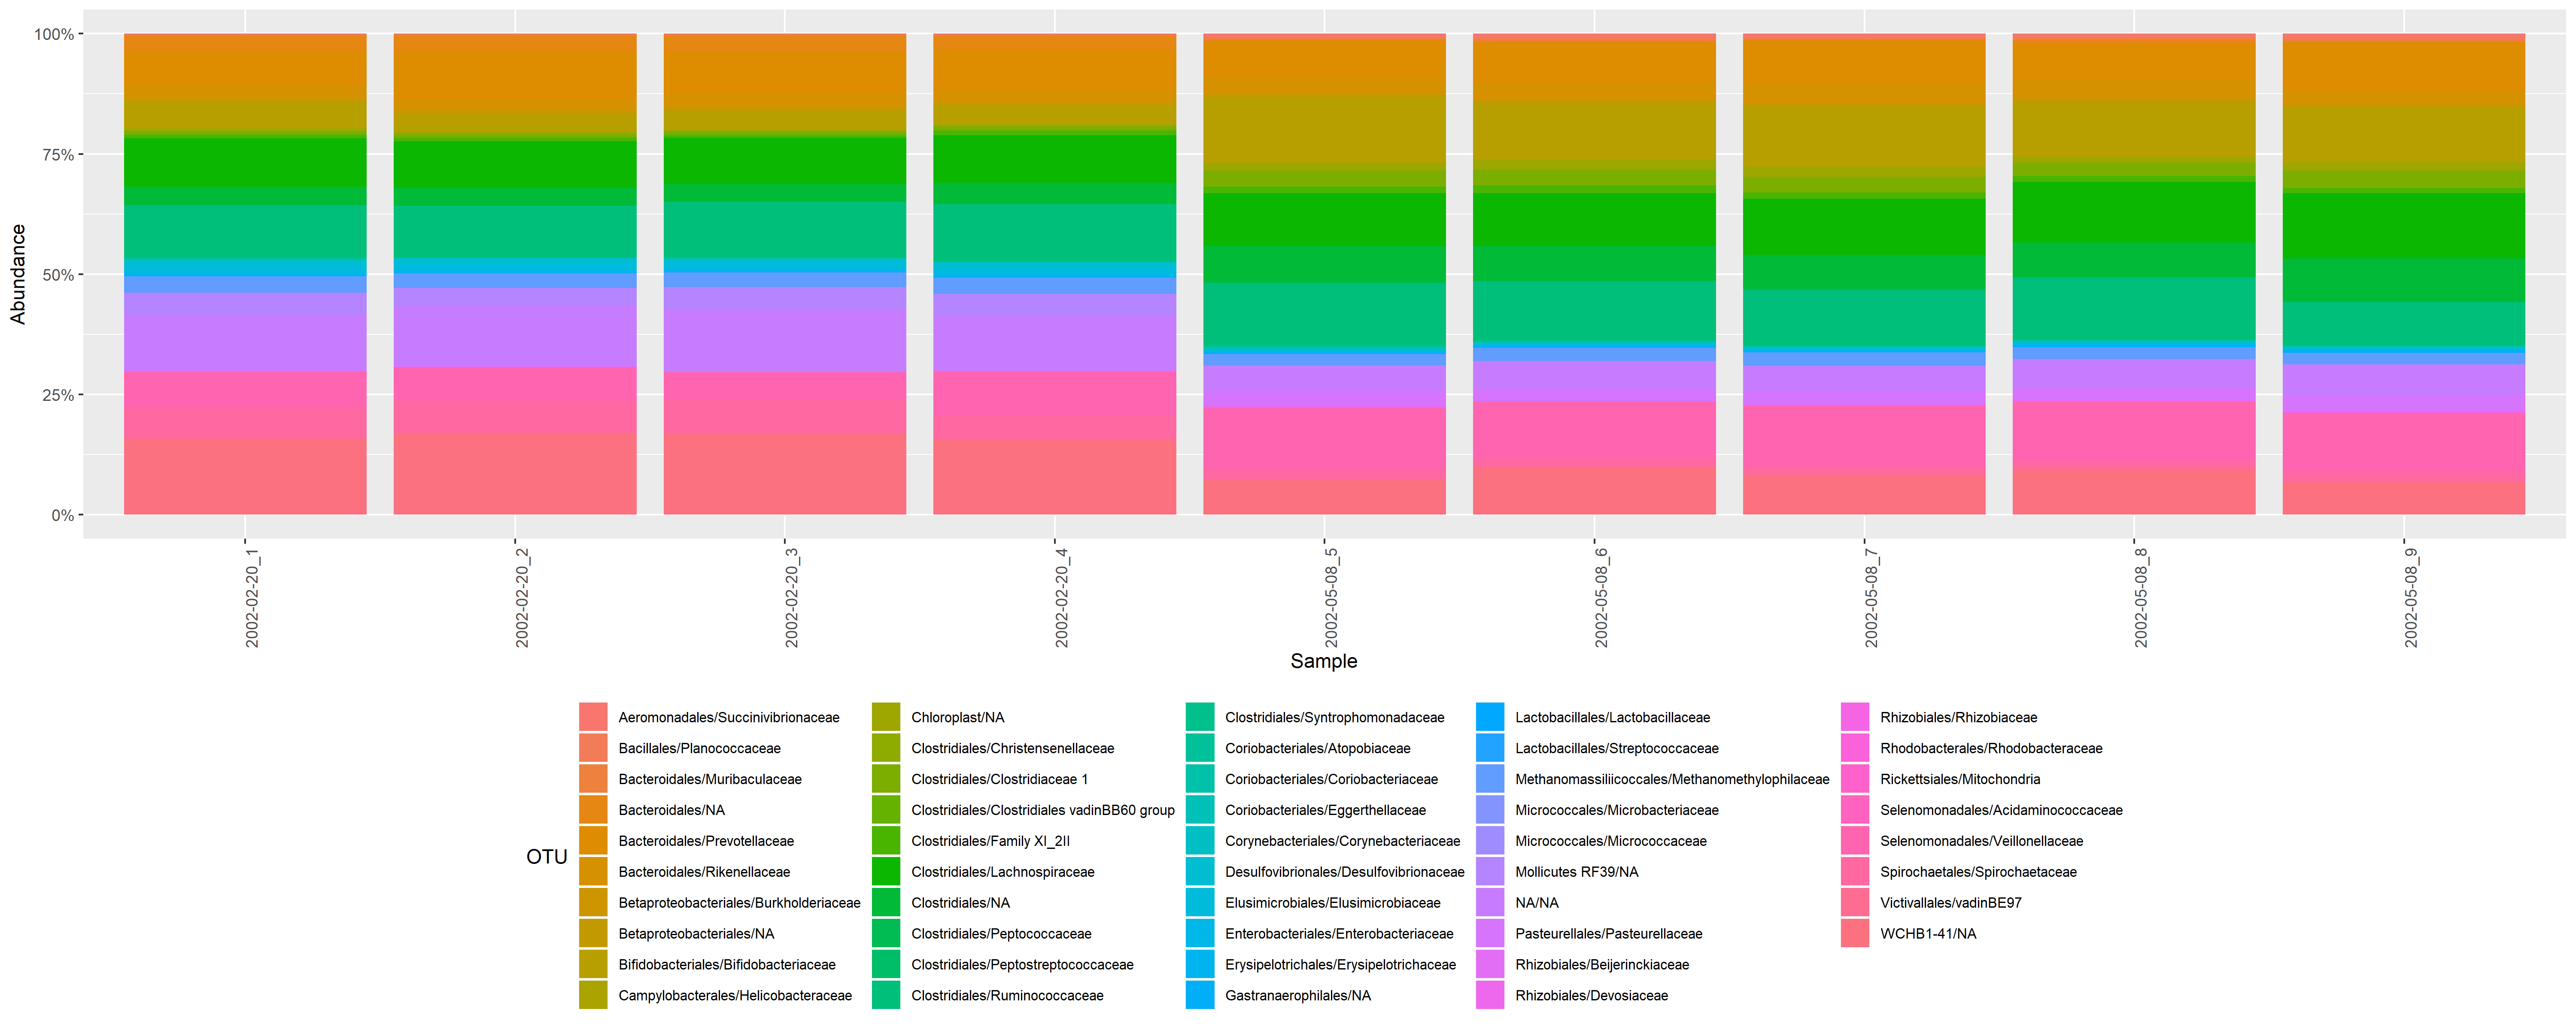 100%
75%
50%
25%
0%
Abundance
2002-02-20_1
2002-02-20_2
2002-02-20_3
2002-02-20_4
2002-05-08_5
2002-05-08_6
2002-05-08_7
2002-05-08_8
2002-05-08_9
Sample
OTU
Aeromonadales/Succinivibrionaceae
Bacillales/Planococcaceae
Bacteroidales/Muribaculaceae
Bacteroidales/NA
Bacteroidales/Prevotellaceae
Bacteroidales/Rikenellaceae
Betaproteobacteriales/Burkholderiaceae
Betaproteobacteriales/NA
Bifidobacteriales/Bifidobacteriaceae
Campylobacterales/Helicobacteraceae
Chloroplast/NA
Clostridiales/Christensenellaceae
Clostridiales/Clostridiaceae 1
Clostridiales/Clostridiales vadinBB60 group
Clostridiales/Family XI_2II
Clostridiales/Lachnospiraceae
Clostridiales/NA
Clostridiales/Peptococcaceae
Clostridiales/Peptostreptococcaceae
Clostridiales/Ruminococcaceae
Clostridiales/Syntrophomonadaceae
Coriobacteriales/Atopobiaceae
Coriobacteriales/Coriobacteriaceae
Coriobacteriales/Eggerthellaceae
Corynebacteriales/Corynebacteriaceae
Desulfovibrionales/Desulfovibrionaceae
Elusimicrobiales/Elusimicrobiaceae
Enterobacteriales/Enterobacteriaceae
Erysipelotrichales/Erysipelotrichaceae
Gastranaerophilales/NA
Lactobacillales/Lactobacillaceae
Lactobacillales/Streptococcaceae
Methanomassiliicoccales/Methanomethylophilaceae
Micrococcales/Microbacteriaceae
Micrococcales/Micrococcaceae
Mollicutes RF39/NA
NA/NA
Pasteurellales/Pasteurellaceae
Rhizobiales/Beijerinckiaceae
Rhizobiales/Devosiaceae
Rhizobiales/Rhizobiaceae
Rhodobacterales/Rhodobacteraceae
Rickettsiales/Mitochondria
Selenomonadales/Acidaminococcaceae
Selenomonadales/Veillonellaceae
Spirochaetales/Spirochaetaceae
Victivallales/vadinBE97
WCHB1-41/NA